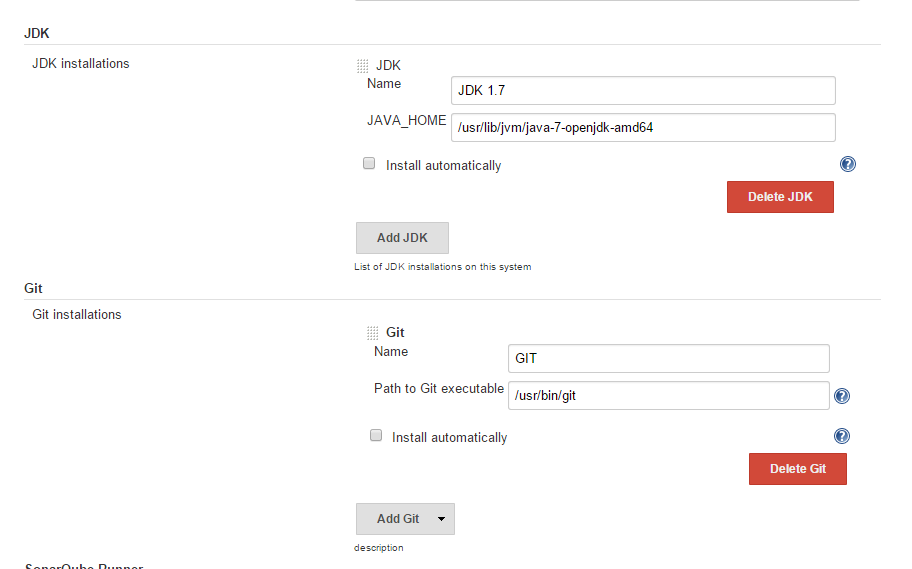 JDK
JDK installations
JDK
Name
JDK 1.7
JAVA_HOME
/usr/lib/jvm/java-7-openjdk-amd64
Install automatically
Delete JDK
Add JDK
List of JDK installations on this system
Git
Git installations
Git
Name
GIT
Path to Git executable
/usr/bin/git
Install automatically
Delete Git
Add Git
description
SonarQube Runner